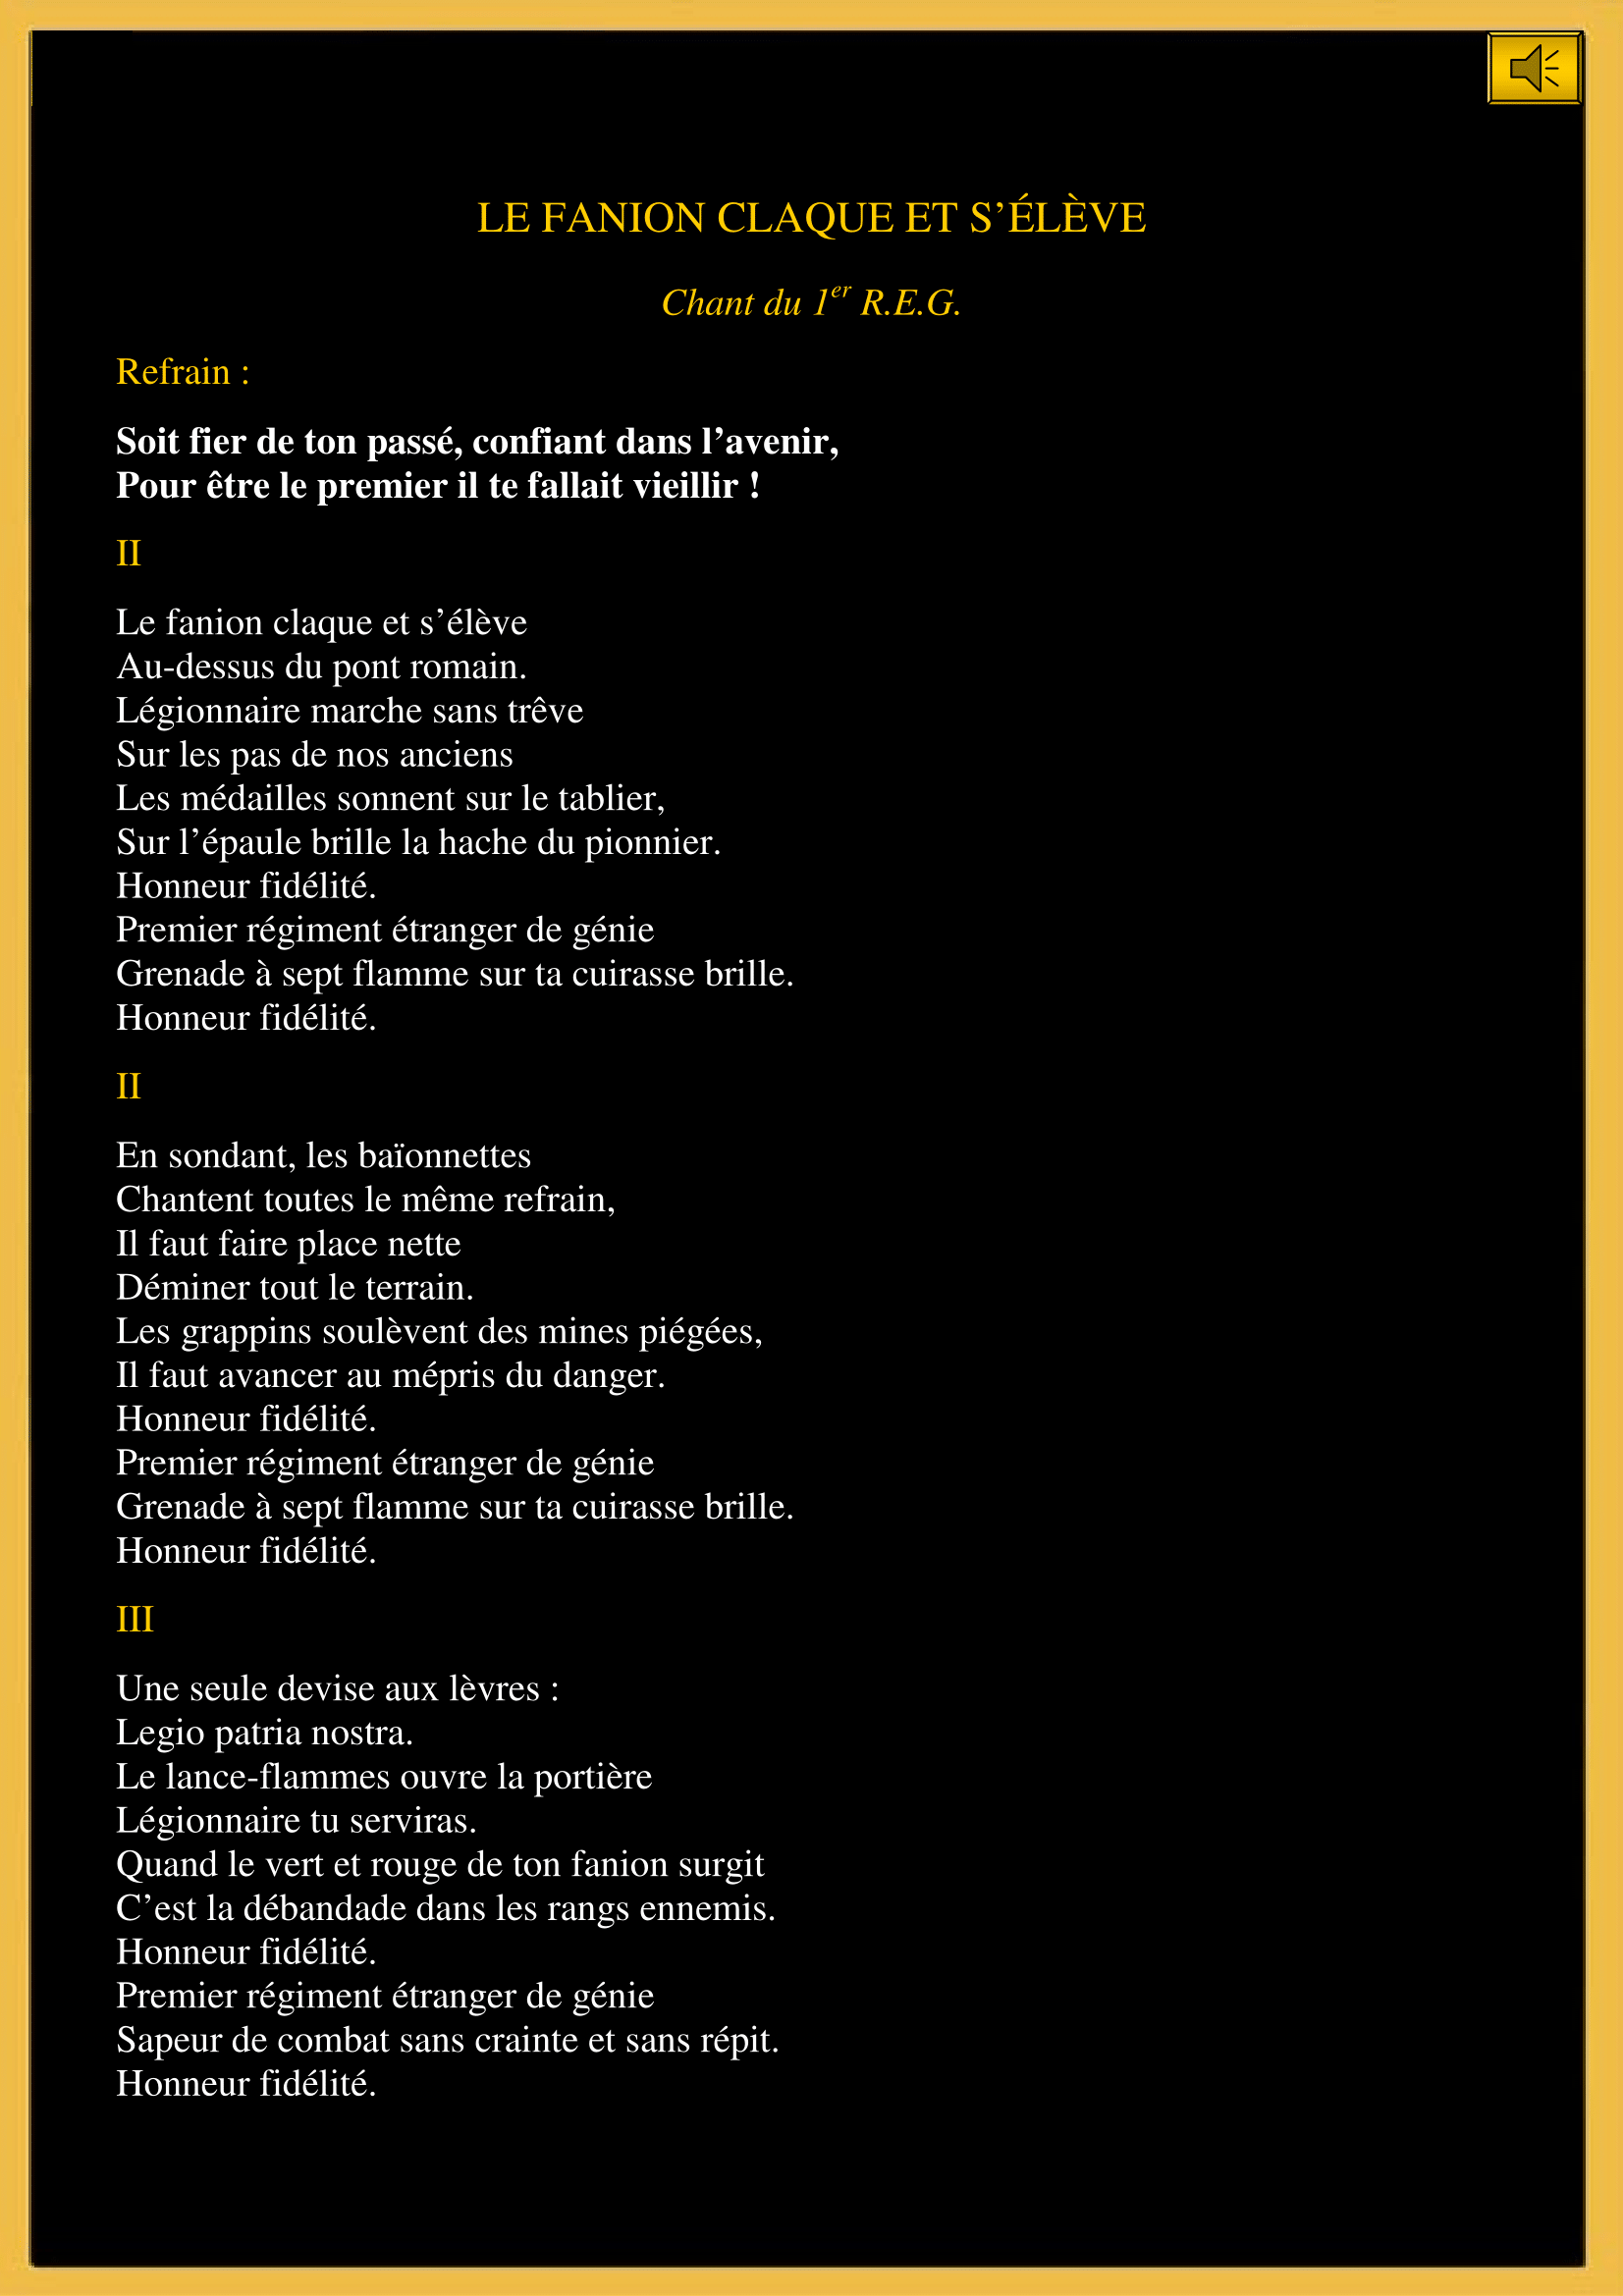 LE FANION CLAQUE ET S’ÉLÈVE
Chant du 1er R.E.G.
Refrain :
Soit fier de ton passé, confiant dans l’avenir,
Pour être le premier il te fallait vieillir !
II
Le fanion claque et s’élève
Au-dessus du pont romain.
Légionnaire marche sans trêve
Sur les pas de nos anciens
Les médailles sonnent sur le tablier,
Sur l’épaule brille la hache du pionnier.
Honneur fidélité.
Premier régiment étranger de génie
Grenade à sept flamme sur ta cuirasse brille.
Honneur fidélité.
II
En sondant, les baïonnettes
Chantent toutes le même refrain,
Il faut faire place nette
Déminer tout le terrain.
Les grappins soulèvent des mines piégées,
Il faut avancer au mépris du danger.
Honneur fidélité.
Premier régiment étranger de génie
Grenade à sept flamme sur ta cuirasse brille.
Honneur fidélité.
III
Une seule devise aux lèvres :
Legio patria nostra.
Le lance-flammes ouvre la portière
Légionnaire tu serviras.
Quand le vert et rouge de ton fanion surgit
C’est la débandade dans les rangs ennemis.
Honneur fidélité.
Premier régiment étranger de génie
Sapeur de combat sans crainte et sans répit.
Honneur fidélité.